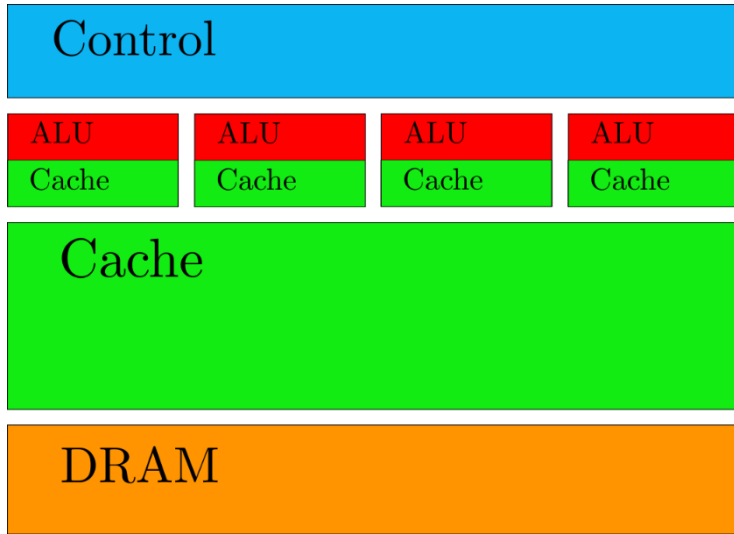 Control
ALU ALU ALU ALU
Cache Cache Cache Cache
Cache
DRAM